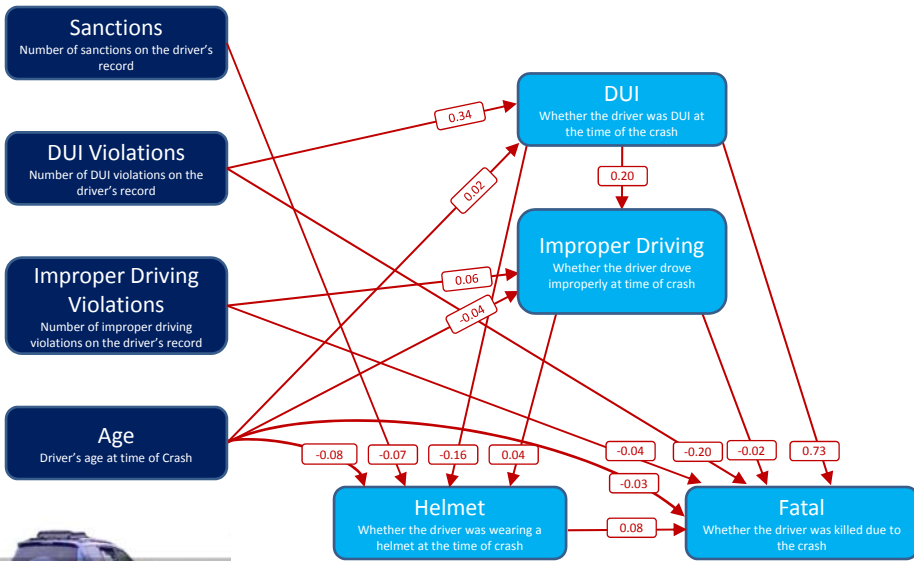 Sanctions
Number of sanctions on the driver's
record
DUI Violations
Number of DUI violations on the
driver's record
Improper Driving
Violations
Number of improper driving
violations on the driver's record
Age
Driver's age at time of Crash
DUI
Whether the driver was DUI at
the time of the crash
Improper Driving
Whether the driver drove
improperly at time of crash
0.34
0.02
0.20
0.06
-0.04
-0.08
-0.07
-0.16
0.04
-0.04
-0.20
-0.02
0.73
-0.03
Helmet
Whether the driver was wearing a
helmet at the time of crash
0.08
Fatal
Whether the driver was killed due to
the crash